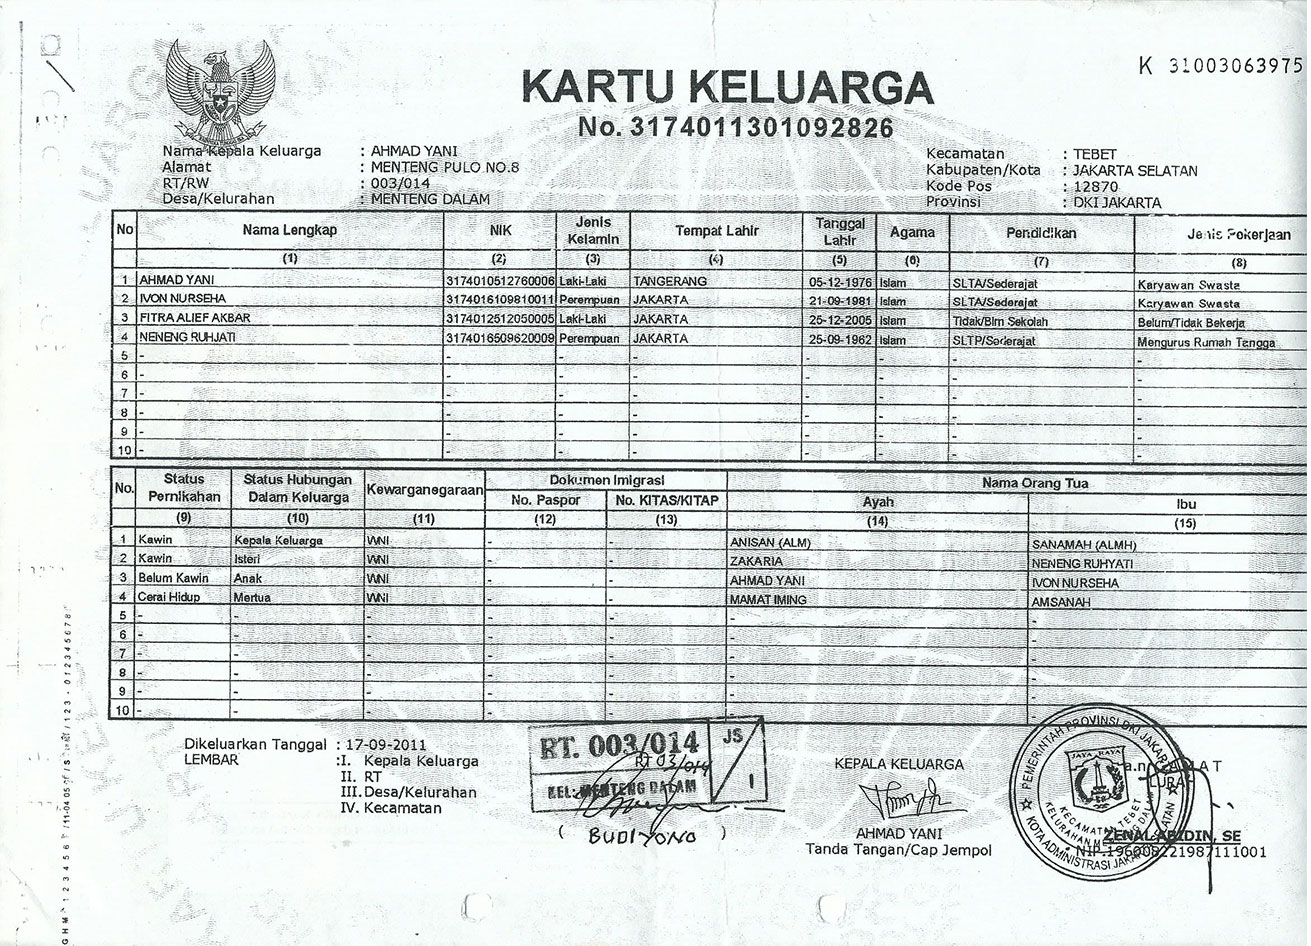 K 31003063975
KARTU KELUARGA
No. 3174011301092826
Nama Kepala Keluarga : AHMAD YANI
Alamat : MENTENG PULO NO.8
RT/RW : 003/014
Desa/Kelurahan : MENTENG DALAM
Kecamatan : TEBET
Kabupaten/Kota : JAKARTA SELATAN
Kode Pos : 12870
Provinsi : DKI JAKARTA
No Nama Lengkap NIK Jenis Kelamin Tempat Lahir Tanggal Lahir Agama Pendidikan Jenis Pekerjaan
(1) (2) (3) (4) (5) (6) (7) (8)
1 AHMAD YANI 3174010512760006 Laki-Laki TANGERANG 05-12-1976 Islam SLTA/Sederajat Karyawan Swasta
2 IVON NURSEHA 3174016109810011 Perempuan JAKARTA 21-09-1981 Islam SLTA/Sederajat Karyawan Swasta
3 FITRA ALIEF AKBAR 3174012512050005 Laki-Laki JAKARTA 25-12-2005 Islam Tidak/Blm Sekolah Belum/Tidak Bekerja
4 NENENG RUHJATI 3174016509620009 Perempuan JAKARTA 25-09-1962 Islam SLTP/Sederajat Mengurus Rumah Tangga
5 - - - - - - - -
6 - - - - - - - -
7 - - - - - - - -
8 - - - - - - - -
9 - - - - - - - -
10 - - - - - - - -
No. Status Pernikahan Status Hubungan Dalam Keluarga Kewarganegaraan Dokumen Imigrasi Nama Orang Tua
No. Paspor No. KITAS/KITAP Ayah Ibu
(9) (10) (11) (12) (13) (14) (15)
1 Kawin Kepala Keluarga WNI - - ANISAN (ALM) SANAMAH (ALMH)
2 Kawin Isteri WNI - - ZAKARIA NENENG RUHYATI
3 Belum Kawin Anak WNI - - AHMAD YANI IVON NURSEHA
4 Cerai Hidup Mertua WNI - - MAMAT IMING AMSANAH
5 - - - - - - -
6 - - - - - - -
7 - - - - - - -
8 - - - - - - -
9 - - - - - - -
10 - - - - - - -
Dikeluarkan Tanggal : 17-09-2011
LEMBAR : I. Kepala Keluarga
II. RT
III. Desa/Kelurahan
IV. Kecamatan
RT. 003/014 JS
RT 03/014
KEL: MENTENG DALAM I
( BUDIYONO )
KEPALA KELUARGA
AHMAD YANI
Tanda Tangan/Cap Jempol
PEMERINTAH PROVINSI DKI JAKARTA
JAYA RAYA
KECAMATAN TEBET
KOTA ADMINISTRASI JAKARTA SELATAN
LURAH
ZENAL ABIDIN, SE
NIP.196008221987111001